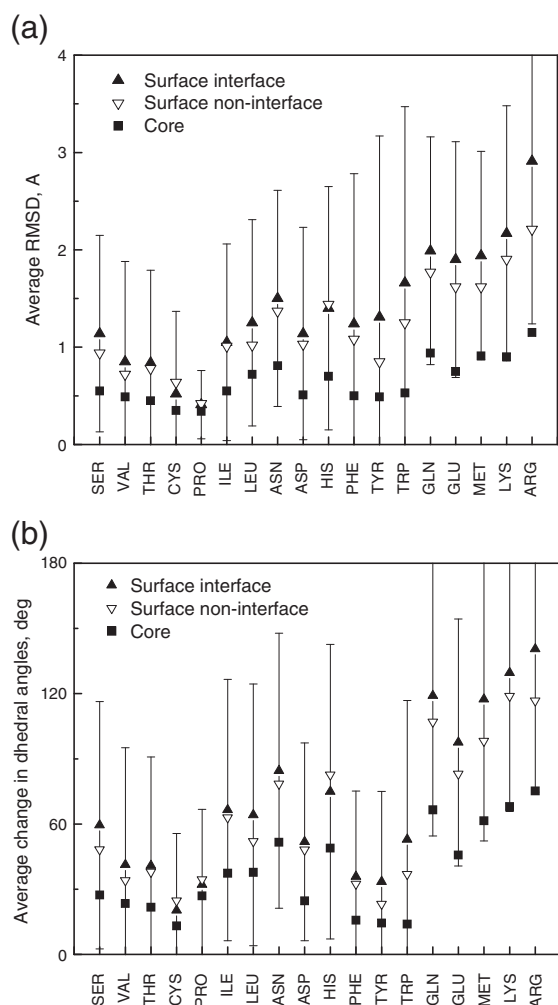 (a)
4
3
2
1
0
Average RMSD, A
Surface interface
Surface non-interface
Core
SER VAL THR CYS PRO ILE LEU ASN ASP HIS PHE TYR TRP GLN GLU MET LYS ARG
(b)
180
120
60
0
Average change in dhedral angles, deg
Surface interface
Surface non-interface
Core
SER VAL THR CYS PRO ILE LEU ASN ASP HIS PHE TYR TRP GLN GLU MET LYS ARG